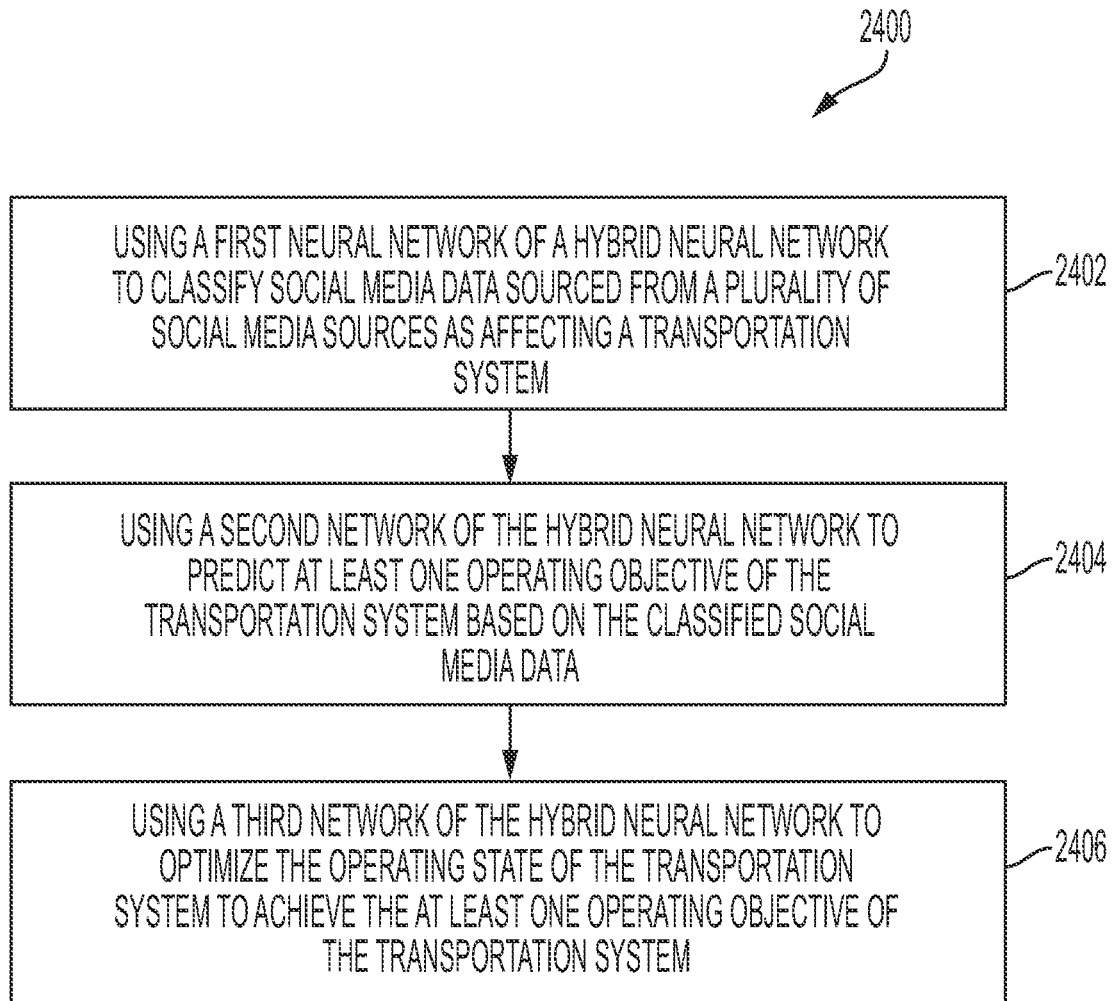 2400
USING A FIRST NEURAL NETWORK OF A HYBRID NEURAL NETWORK
TO CLASSIFY SOCIAL MEDIA DATA SOURCED FROM A PLURALITY OF
SOCIAL MEDIA SOURCES AS AFFECTING A TRANSPORTATION
SYSTEM
2402
USING A SECOND NETWORK OF THE HYBRID NEURAL NETWORK TO
PREDICT AT LEAST ONE OPERATING OBJECTIVE OF THE
TRANSPORTATION SYSTEM BASED ON THE CLASSIFIED SOCIAL
MEDIA DATA
2404
USING A THIRD NETWORK OF THE HYBRID NEURAL NETWORK TO
OPTIMIZE THE OPERATING STATE OF THE TRANSPORTATION
SYSTEM TO ACHIEVE THE AT LEAST ONE OPERATING OBJECTIVE OF
THE TRANSPORTATION SYSTEM
2406